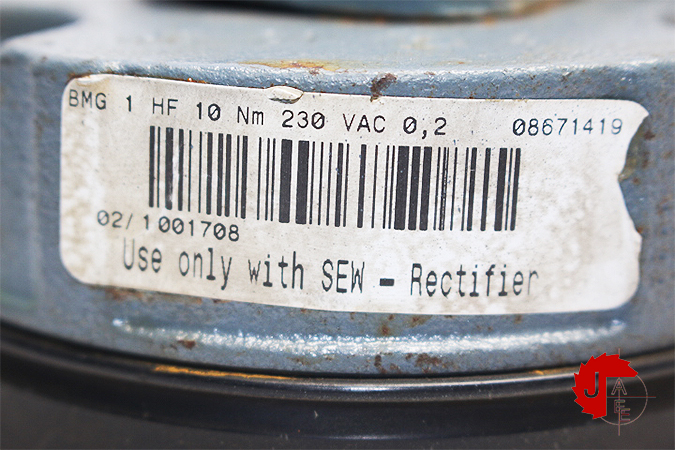 BMG 1 HF 10 Nm 230 VAC 0,2 08671419
02/1001708
Use only with SEW - Rectifier
J
A
E
E